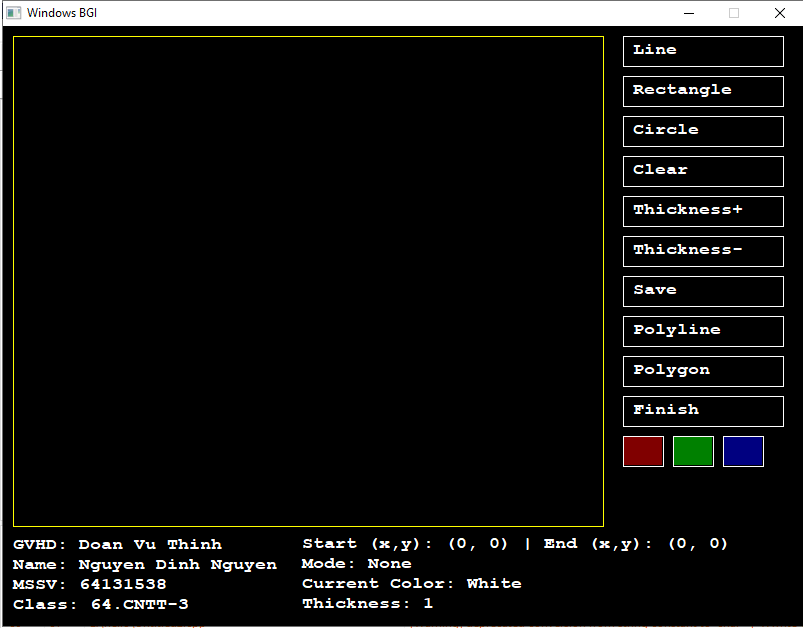 Windows BGI
Line
Rectangle
Circle
Clear
Thickness+
Thickness-
Save
Polyline
Polygon
Finish
GVHD: Doan Vu Thinh
Name: Nguyen Dinh Nguyen
MSSV: 64131538
Class: 64.CNTT-3
Start (x,y): (0, 0) | End (x,y): (0, 0)
Mode: None
Current Color: White
Thickness: 1